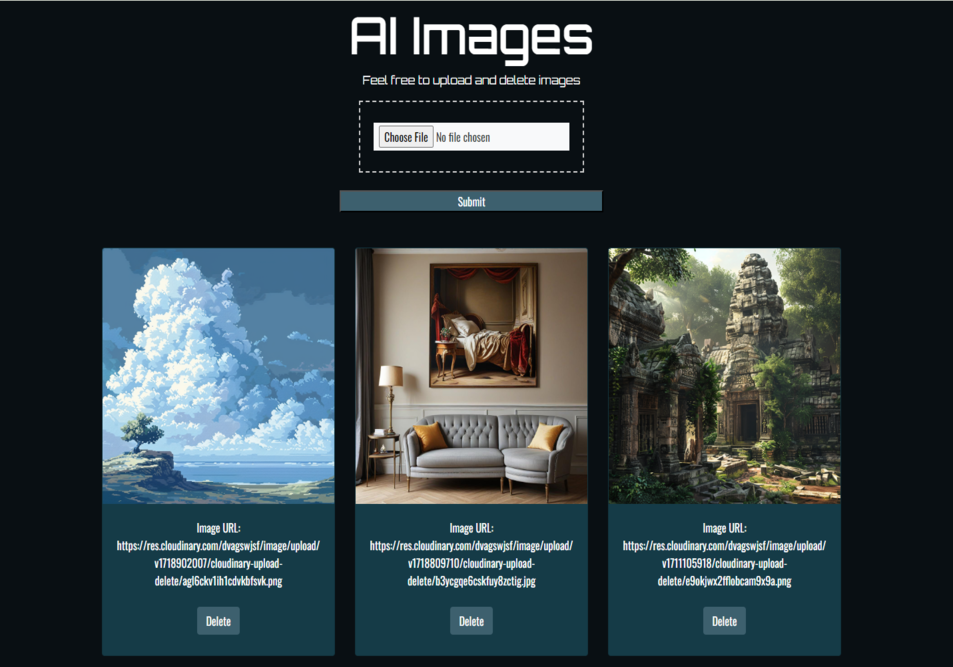 AI Images
Feel free to upload and delete images
Choose File No file chosen
Submit
Image URL:
https://res.cloudinary.com/dvagswjsf/image/upload/
v1718902007/cloudinary-upload-
delete/agl6ckv1ih1cdvkbfsvk.png
Delete
Image URL:
https://res.cloudinary.com/dvagswjsf/image/upload/
v1718809710/cloudinary-upload-
delete/b3ycgqe6cskfuy8zctig.jpg
Delete
Image URL:
https://res.cloudinary.com/dvagswjsf/image/upload/
v1711105918/cloudinary-upload-
delete/e9okjwx2fflobcam9x9a.png
Delete